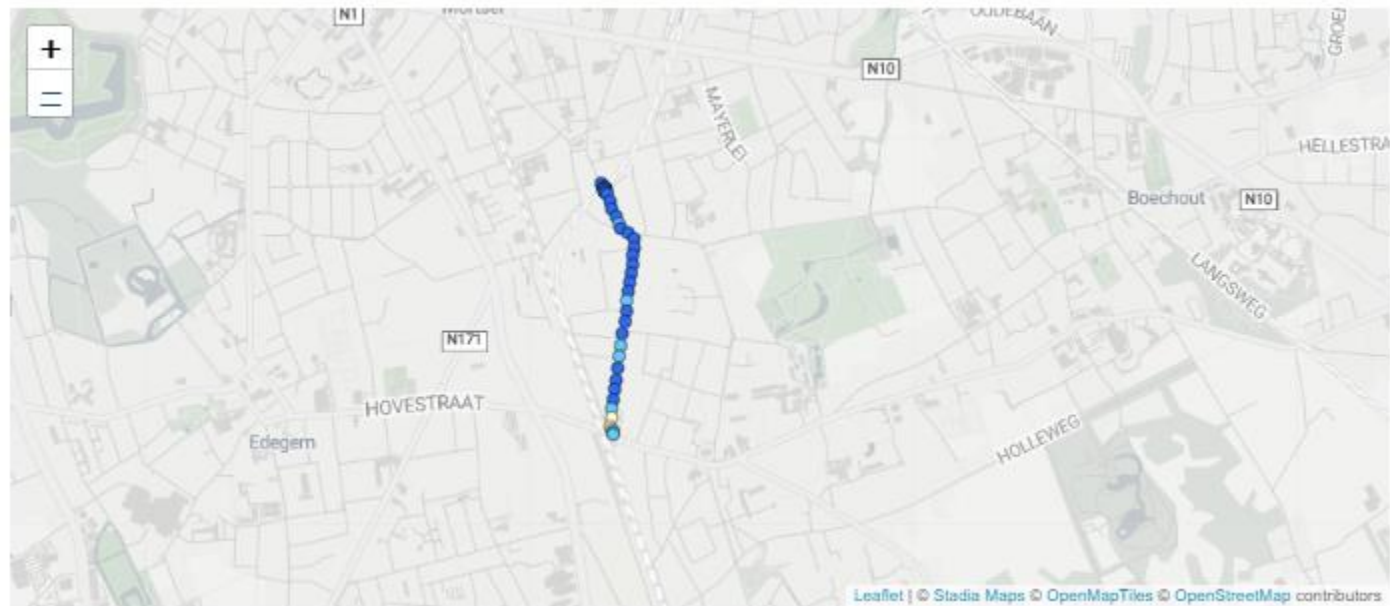 N1
Mortsel
OUDEBAAN
+
N10
MAYERLEI
HELLESTRA
Boechout
N10
LANGSWEG
N171
HOVESTRAAT
Edegem
HOLLEWEG
Leaflet | © Stadia Maps © OpenMapTiles © OpenStreetMap contributors